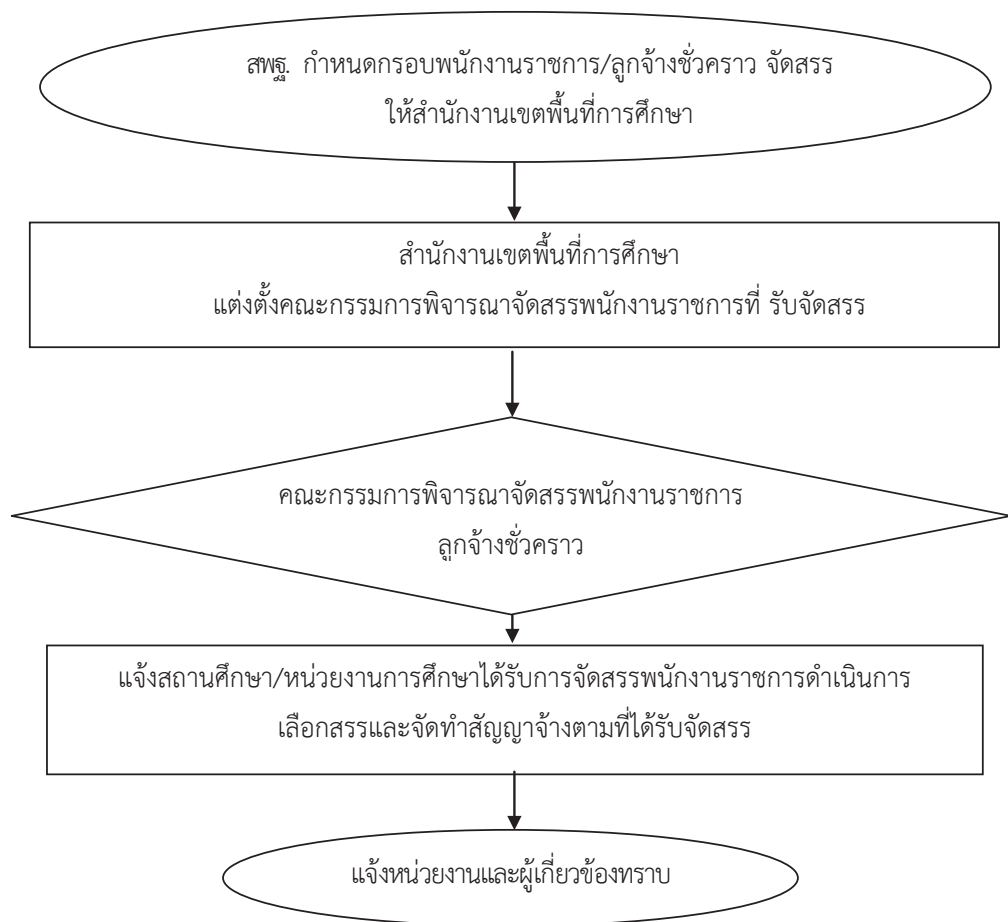 สพฐ. กำหนดกรอบพนักงานราชการ/ลูกจ้างชั่วคราว จัดสรร
ให้สำนักงานเขตพื้นที่การศึกษา
สำนักงานเขตพื้นที่การศึกษา
แต่งตั้งคณะกรรมการพิจารณาจัดสรรพนักงานราชการที่ รับจัดสรร
คณะกรรมการพิจารณาจัดสรรพนักงานราชการ
ลูกจ้างชั่วคราว
แจ้งสถานศึกษา/หน่วยงานการศึกษาได้รับการจัดสรรพนักงานราชการดำเนินการ
เลือกสรรและจัดทำสัญญาจ้างตามที่ได้รับจัดสรร
แจ้งหน่วยงานและผู้เกี่ยวข้องทราบ